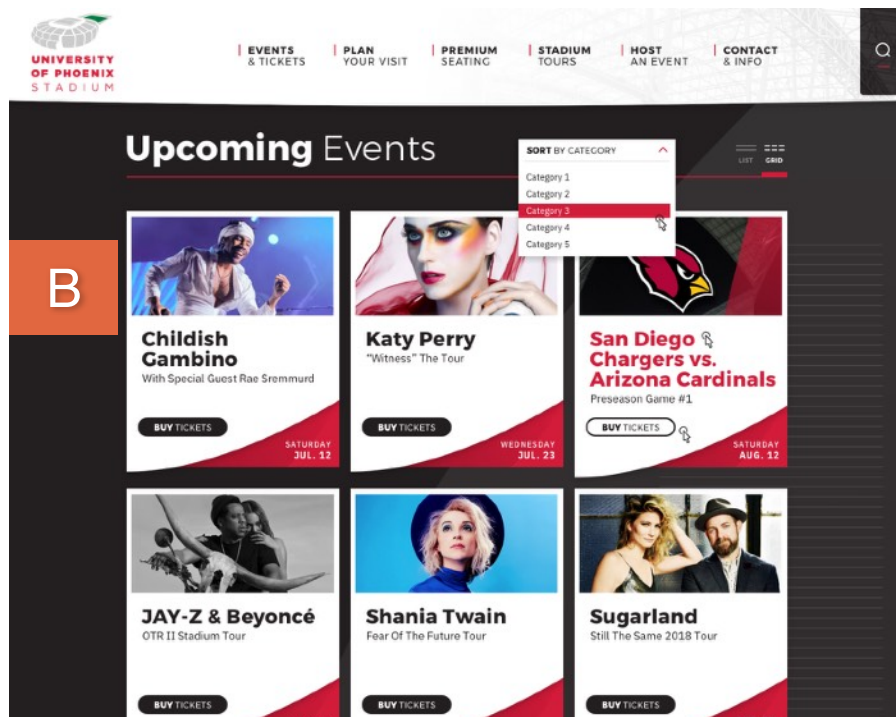 UNIVERSITY
OF PHOENIX
STADIUM
EVENTS
& TICKETS
PLAN
YOUR VISIT
PREMIUM
SEATING
STADIUM
TOURS
HOST
AN EVENT
CONTACT
& INFO
Upcoming Events
SORT BY CATEGORY
LIST
GRID
Category 1
Category 2
Category 3
Category 4
Category 5
B
Childish
Gambino
With Special Guest Rae Sremmurd
BUY TICKETS
SATURDAY
JUL. 12
Katy Perry
"Witness" The Tour
BUY TICKETS
WEDNESDAY
JUL. 23
San Diego
Chargers vs.
Arizona Cardinals
Preseason Game #1
BUY TICKETS
SATURDAY
AUG. 12
JAY-Z & Beyoncé
OTR II Stadium Tour
BUY TICKETS
Shania Twain
Fear Of The Future Tour
BUY TICKETS
Sugarland
Still The Same 2018 Tour
BUY TICKETS